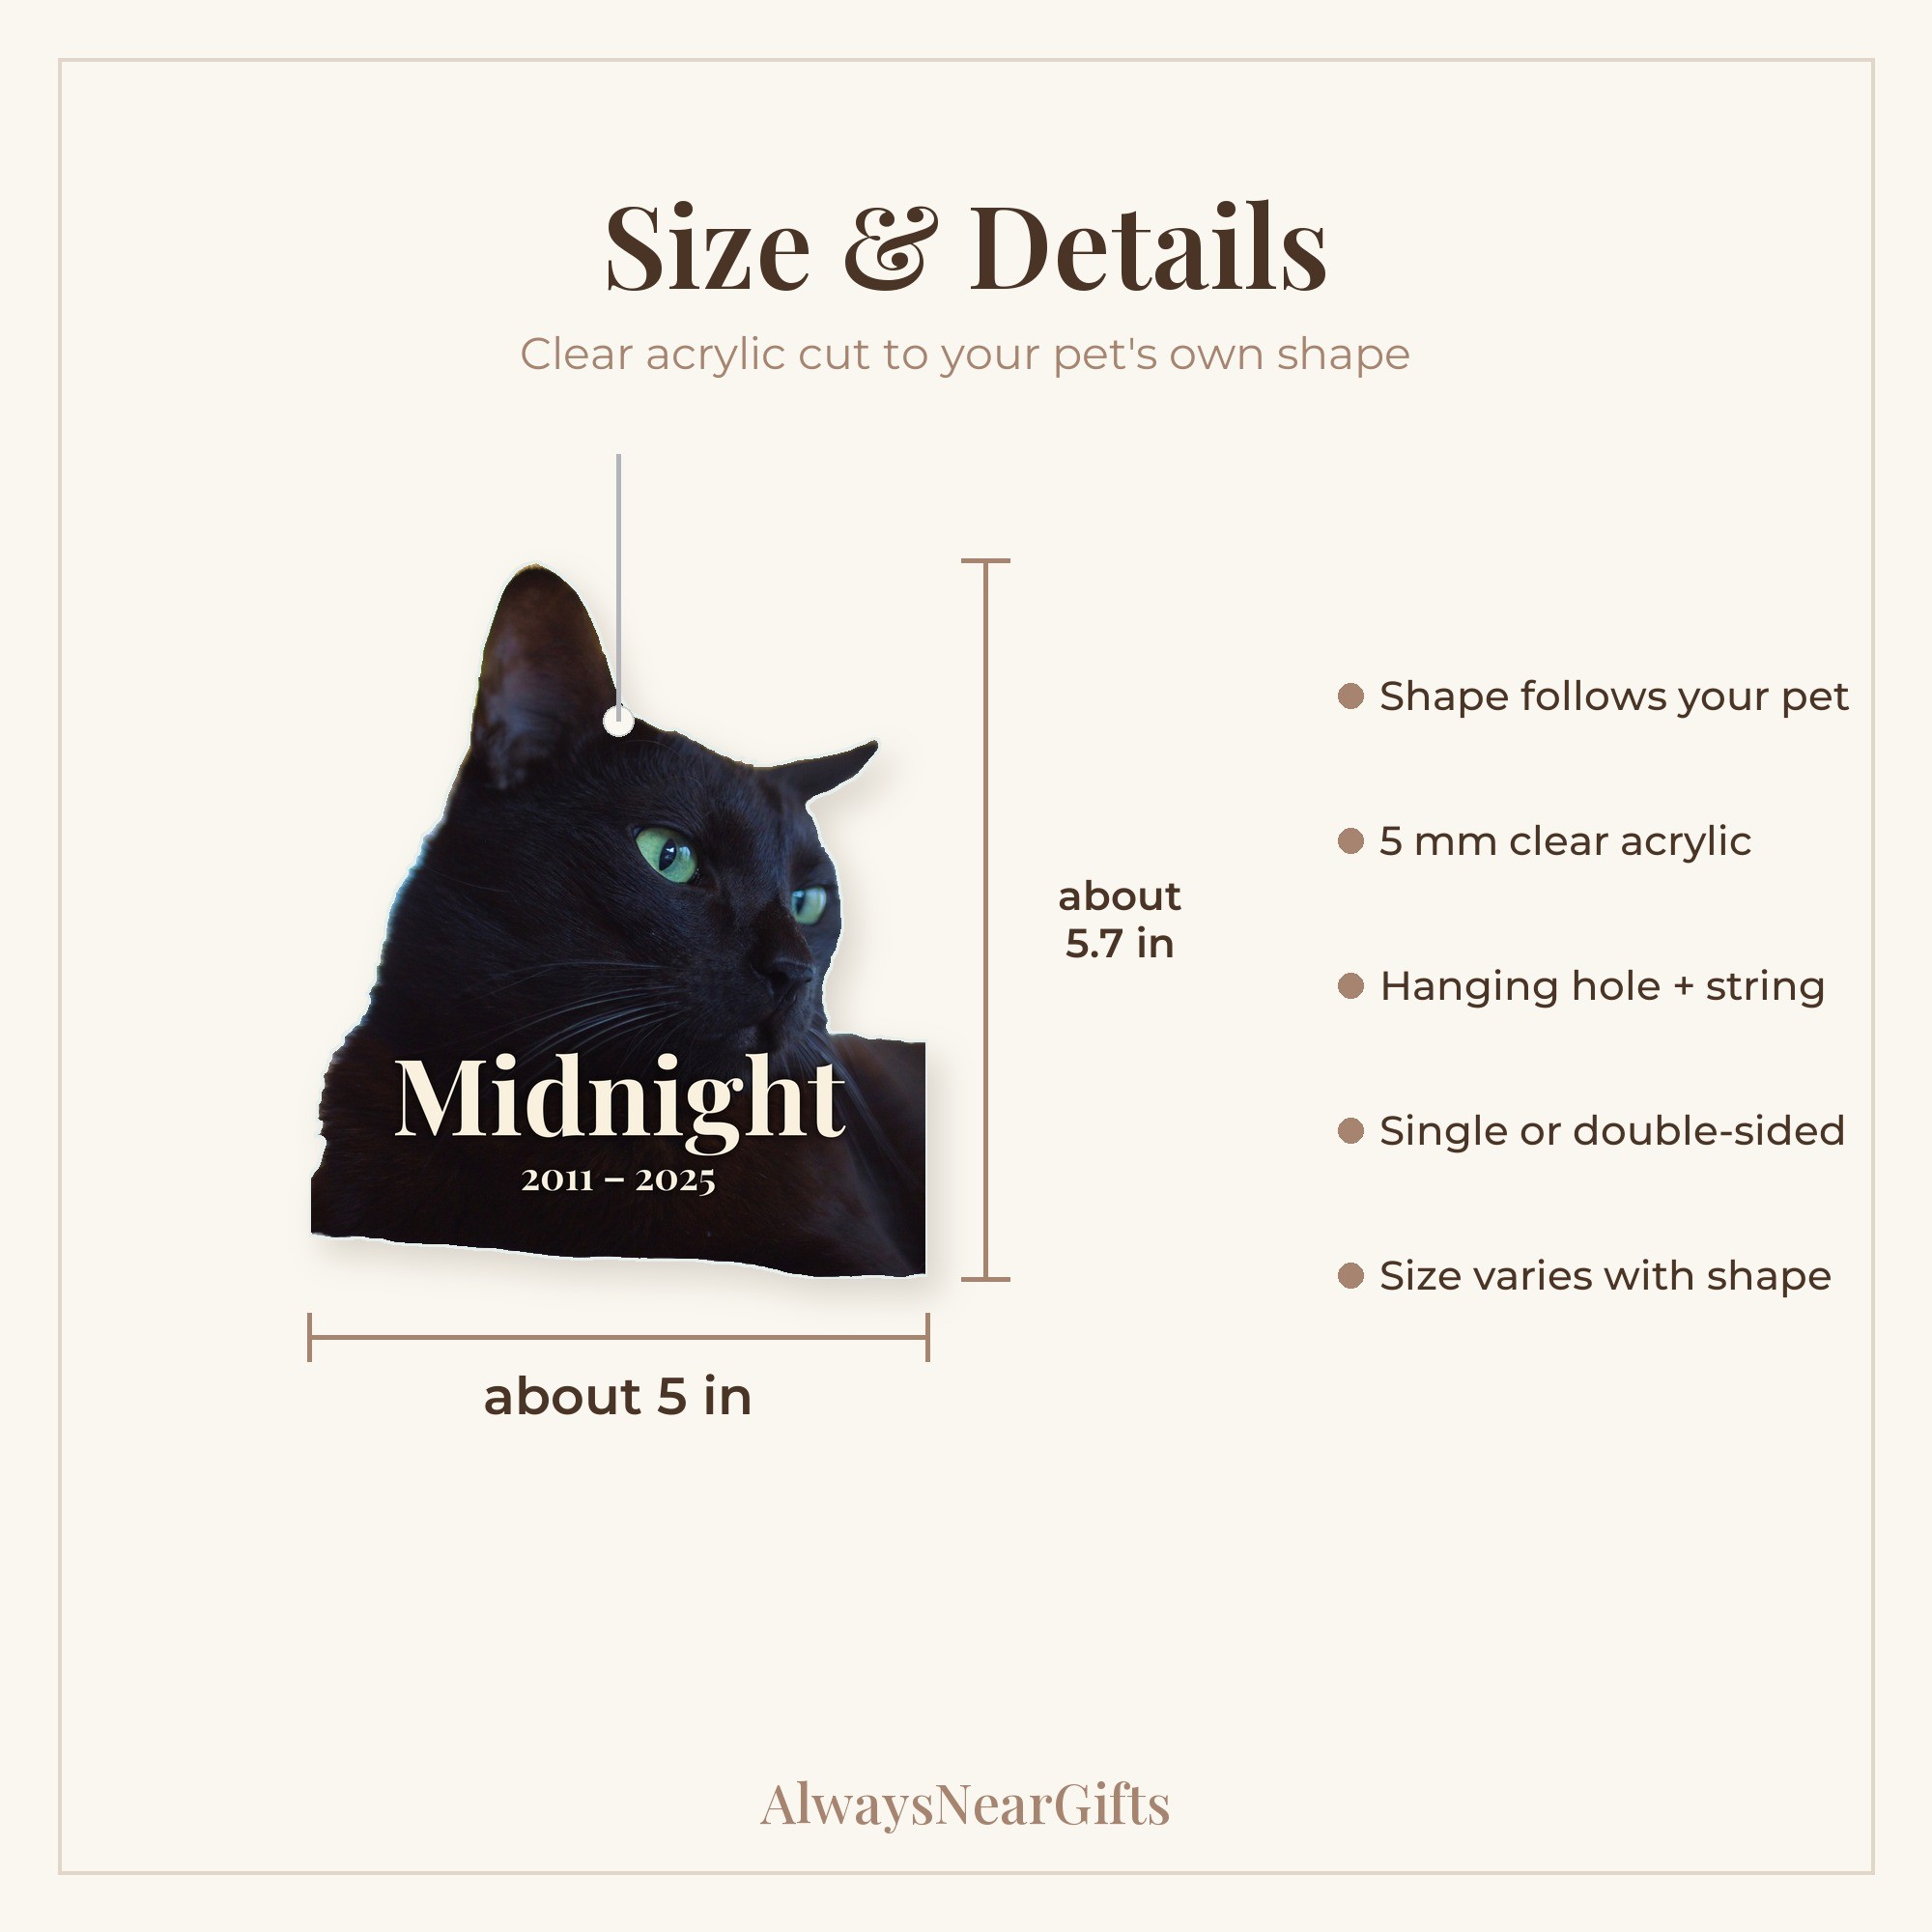 Size & Details
Clear acrylic cut to your pet's own shape
Shape follows your pet
5 mm clear acrylic
about
5.7 in
Hanging hole + string
Midnight
2011 – 2025
Single or double-sided
Size varies with shape
about 5 in
AlwaysNearGifts